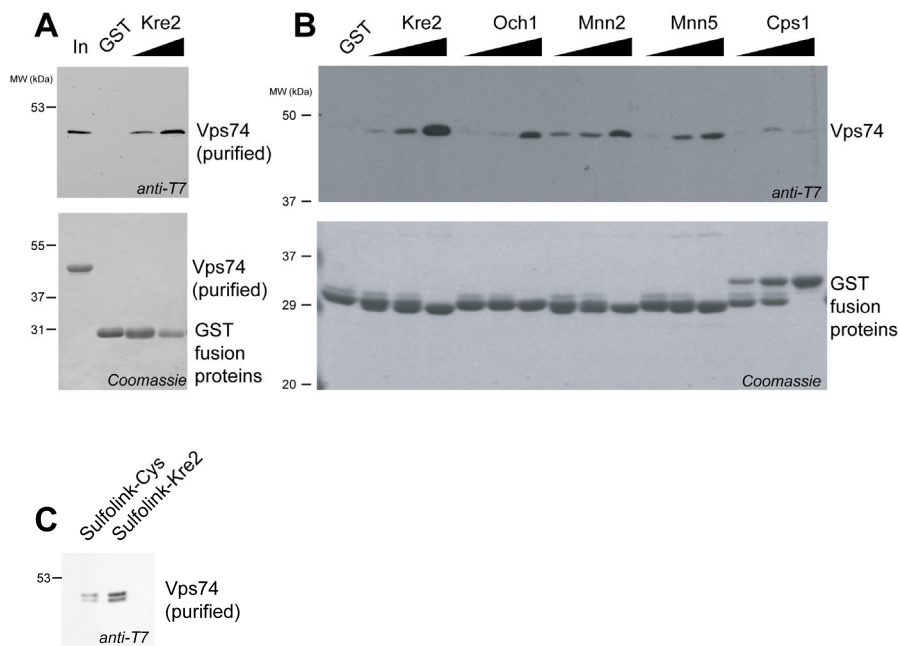 A
In
GST
Kre2
MW (kDa)
53
Vps74
(purified)
anti-T7
55
37
31
Vps74
(purified)
GST
fusion
proteins
Coomassie
B
GST
Kre2
Och1
Mnn2
Mnn5
Cps1
MW (kDa)
50
37
Vps74
anti-T7
37
29
20
GST
fusion
proteins
Coomassie
C
Sulfolink-Cys
Sulfolink-Kre2
53
Vps74
(purified)
anti-T7